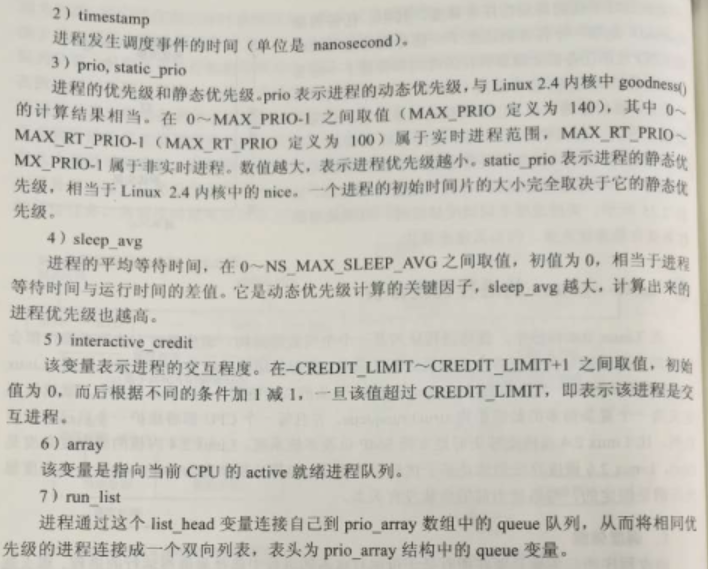 2）timestamp
进程发生调度事件的时间（单位是 nanosecond）。
3）prio, static_prio
进程的优先级和静态优先级。prio 表示进程的动态优先级，与 Linux 2.4 内核中 goodness()
的计算结果相当。在 0～MAX_PRIO-1 之间取值（MAX_PRIO 定义为 140），其中 0～
MAX_RT_PRIO-1（MAX_RT_PRIO 定义为 100）属于实时进程范围，MAX_RT_PRIO～
MX_PRIO-1 属于非实时进程。数值越大，表示进程优先级越小。static_prio 表示进程的静态优
先级，相当于 Linux 2.4 内核中的 nice。一个进程的初始时间片的大小完全取决于它的静态优
先级。
4）sleep_avg
进程的平均等待时间，在 0～NS_MAX_SLEEP_AVG 之间取值，初值为 0，相当于进程
等待时间与运行时间的差值。它是动态优先级计算的关键因子，sleep_avg 越大，计算出来的
进程优先级也越高。
5）interactive_credit
该变量表示进程的交互程度。在–CREDIT_LIMIT～CREDIT_LIMIT+1 之间取值，初始
值为 0，而后根据不同的条件加 1 减 1，一旦该值超过 CREDIT_LIMIT，即表示该进程是交
互进程。
6）array
该变量是指向当前 CPU 的 active 就绪进程队列。
7）run_list
进程通过这个 list_head 变量连接自己到 prio_array 数组中的 queue 队列，从而将相同优
先级的进程连接成一个双向列表，表头为 prio_array 结构中的 queue 变量。